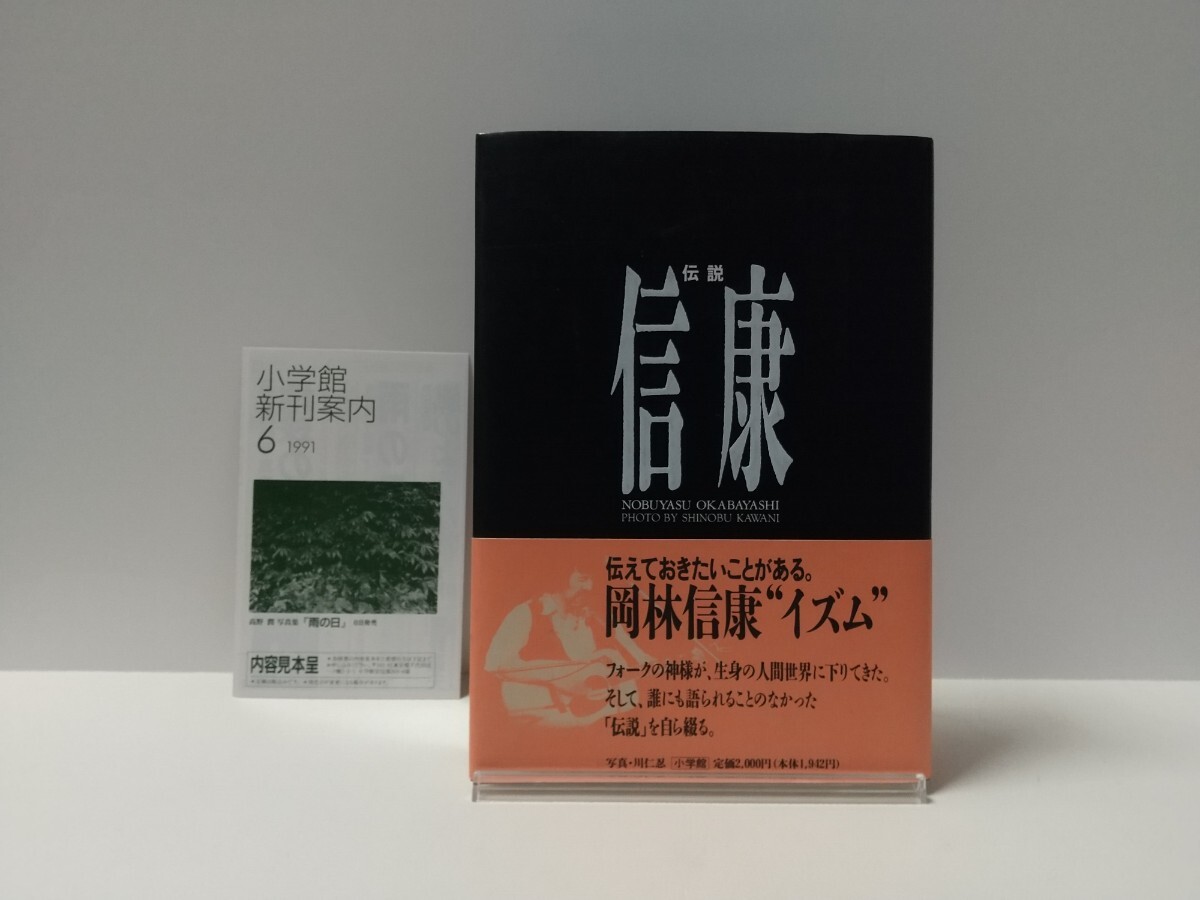 小学館
新刊案内
6 1991
「雨の日」
内容見本呈
伝説
信康
NOBUYASU OKABAYASHI
PHOTO BY SHINOBU KAWANI
伝えておきたいことがある。
岡林信康“イズム”
フォークの神様が、生身の人間世界に下りてきた。
そして、誰にも語られることのなかった
「伝説」を自ら綴る。
写真・川仁忍 小学館 定価2,000円(本体1,942円)